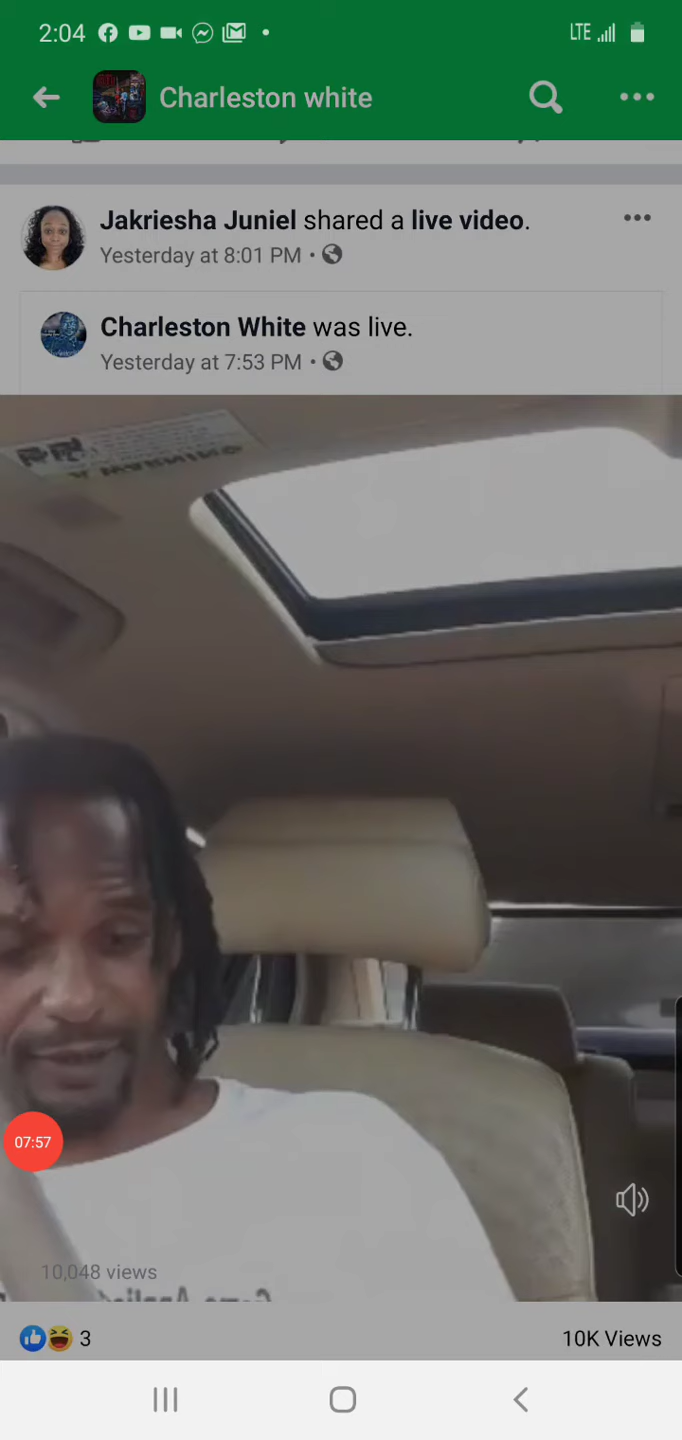 2:04 LTE
Charleston white
Jakriesha Juniel shared a live video.
Yesterday at 8:01 PM •
Charleston White was live.
Yesterday at 7:53 PM •
WARNING
07:57
10,048 views
3 10K Views